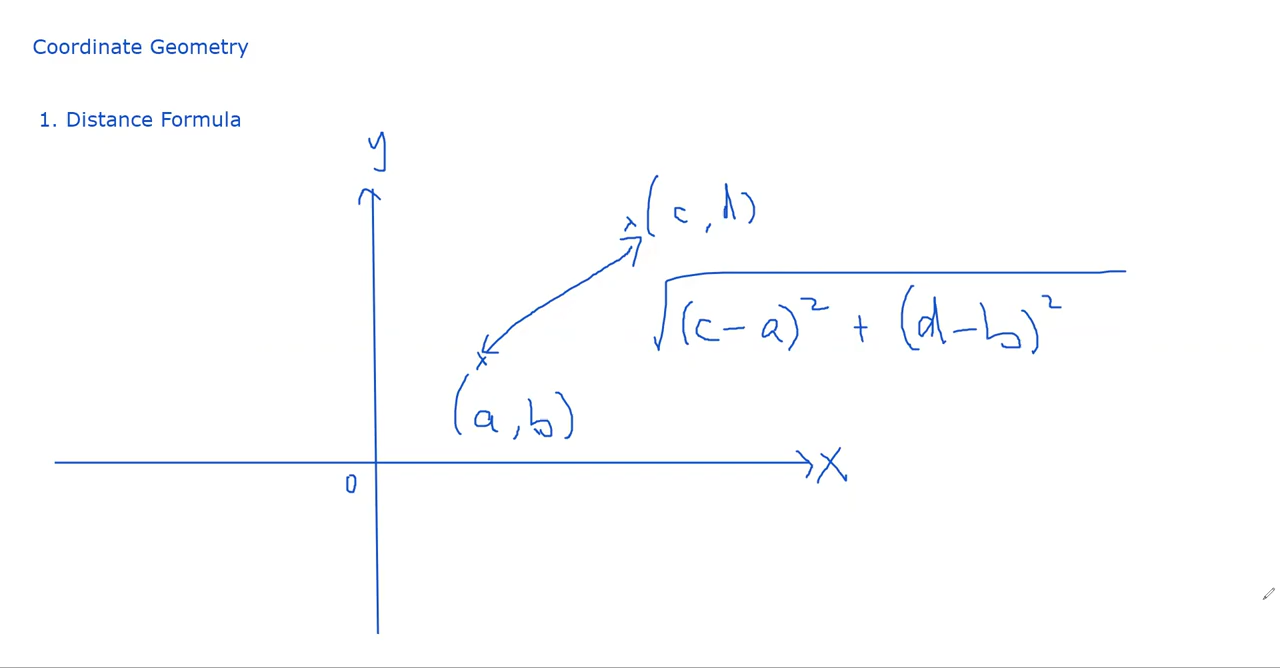 Coordinate Geometry
1. Distance Formula
y
(c,d)
√(c-a)² + (d-b)²
(a,b)
X
0